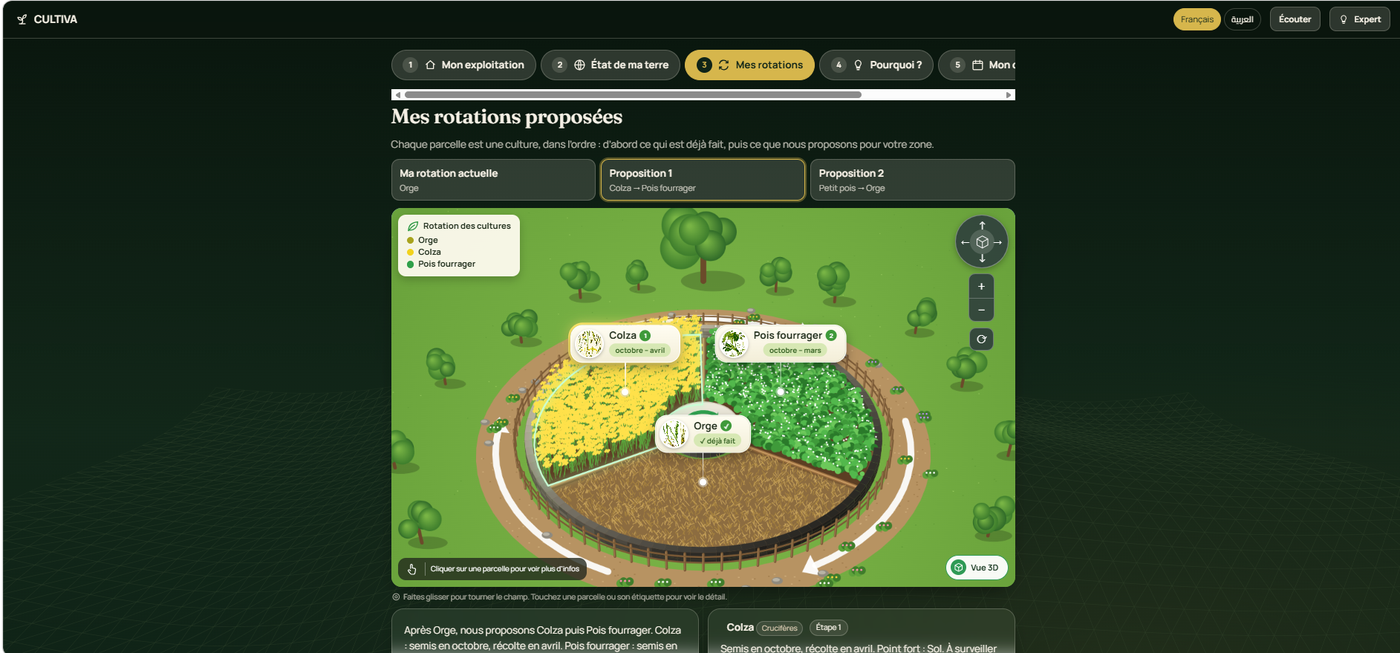 CULTIVA
Français
العربية
Écouter
Expert
1 Mon exploitation
2 État de ma terre
3 Mes rotations
4 Pourquoi ?
5 Mon
Mes rotations proposées
Chaque parcelle est une culture, dans l'ordre : d'abord ce qui est déjà fait, puis ce que nous proposons pour votre zone.
Ma rotation actuelle
Orge
Proposition 1
Colza → Pois fourrager
Proposition 2
Petit pois → Orge
Rotation des cultures
Orge
Colza
Pois fourrager
Colza 1
octobre – avril
Pois fourrager 2
octobre – mars
Orge ✓
✓ déjà fait
Cliquer sur une parcelle pour voir plus d'infos
Vue 3D
Faites glisser pour tourner le champ. Touchez une parcelle ou son étiquette pour voir le détail.
Après Orge, nous proposons Colza puis Pois fourrager. Colza
: semis en octobre, récolte en avril. Pois fourrager : semis en
Colza Crucifères Étape 1
Semis en octobre, récolte en avril. Point fort : Sol. À surveiller